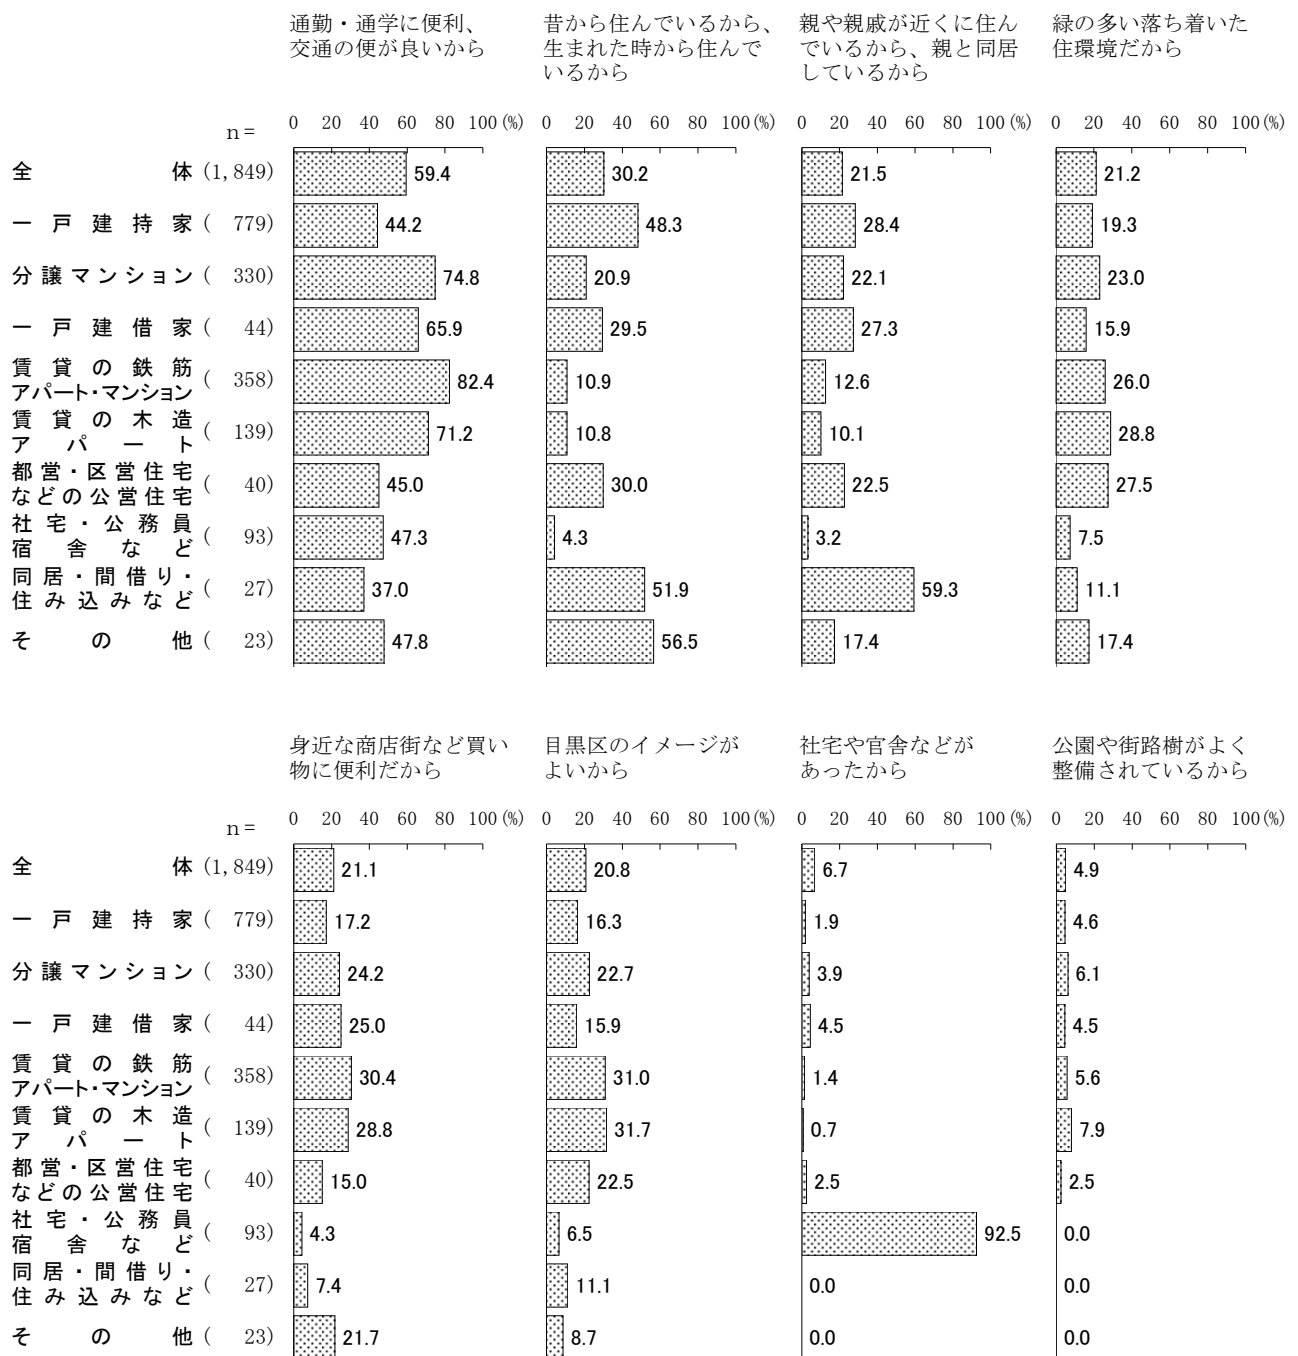 通勤・通学に便利、
交通の便が良いから
昔から住んでいるから、
生まれた時から住んで
いるから
親や親戚が近くに住ん
でいるから、親と同居
しているから
緑の多い落ち着いた
住環境だから
n=
0 20 40 60 80 100(%) 0 20 40 60 80 100(%) 0 20 40 60 80 100(%) 0 20 40 60 80 100(%)
全体 (1,849) 59.4 30.2 21.5 21.2
一戸建持家 ( 779) 44.2 48.3 28.4 19.3
分譲マンション ( 330) 74.8 20.9 22.1 23.0
一戸建借家 ( 44) 65.9 29.5 27.3 15.9
賃貸の鉄筋
アパート・マンション ( 358) 82.4 10.9 12.6 26.0
賃貸の木造
アパート ( 139) 71.2 10.8 10.1 28.8
都営・区営住宅
などの公営住宅 ( 40) 45.0 30.0 22.5 27.5
社宅・公務員
宿舎など ( 93) 47.3 4.3 3.2 7.5
同居・間借り・
住み込みなど ( 27) 37.0 51.9 59.3 11.1
その他 ( 23) 47.8 56.5 17.4 17.4
身近な商店街など買い
物に便利だから
目黒区のイメージが
よいから
社宅や官舎などが
あったから
公園や街路樹がよく
整備されているから
n=
0 20 40 60 80 100(%) 0 20 40 60 80 100(%) 0 20 40 60 80 100(%) 0 20 40 60 80 100(%)
全体 (1,849) 21.1 20.8 6.7 4.9
一戸建持家 ( 779) 17.2 16.3 1.9 4.6
分譲マンション ( 330) 24.2 22.7 3.9 6.1
一戸建借家 ( 44) 25.0 15.9 4.5 4.5
賃貸の鉄筋
アパート・マンション ( 358) 30.4 31.0 1.4 5.6
賃貸の木造
アパート ( 139) 28.8 31.7 0.7 7.9
都営・区営住宅
などの公営住宅 ( 40) 15.0 22.5 2.5 2.5
社宅・公務員
宿舎など ( 93) 4.3 6.5 92.5 0.0
同居・間借り・
住み込みなど ( 27) 7.4 11.1 0.0 0.0
その他 ( 23) 21.7 8.7 0.0 0.0